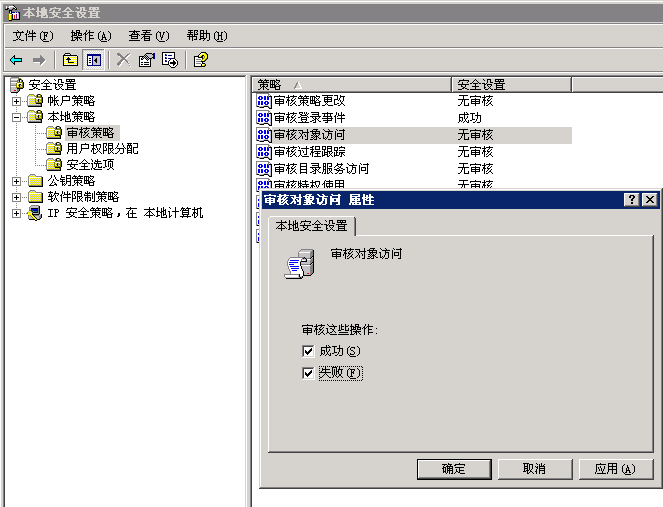 本地安全设置
文件(F) 操作(A) 查看(V) 帮助(H)
安全设置
帐户策略
本地策略
审核策略
用户权限分配
安全选项
公钥策略
软件限制策略
IP 安全策略，在 本地计算机
策略 安全设置
审核策略更改 无审核
审核登录事件 成功
审核对象访问 无审核
审核过程跟踪 无审核
审核目录服务访问 无审核
审核特权使用 无审核
审核对象访问 属性
本地安全设置
审核对象访问
审核这些操作:
成功(S)
失败(F)
确定 取消 应用(A)